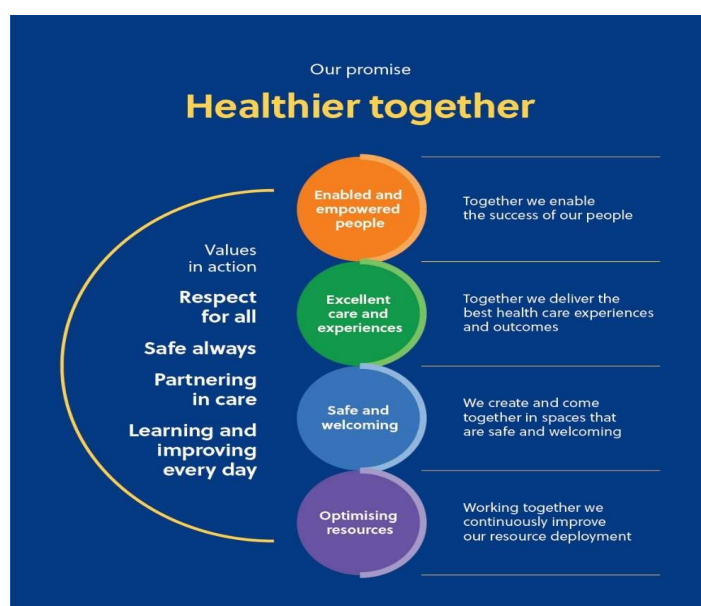 Our promise
Healthier together
Values
in action
Respect
for all
Safe always
Partnering
in care
Learning and
improving
every day
Enabled and
empowered
people
Together we enable
the success of our people
Excellent
care and
experiences
Together we deliver the
best health care experiences
and outcomes
Safe and
welcoming
We create and come
together in spaces that
are safe and welcoming
Optimising
resources
Working together we
continuously improve
our resource deployment